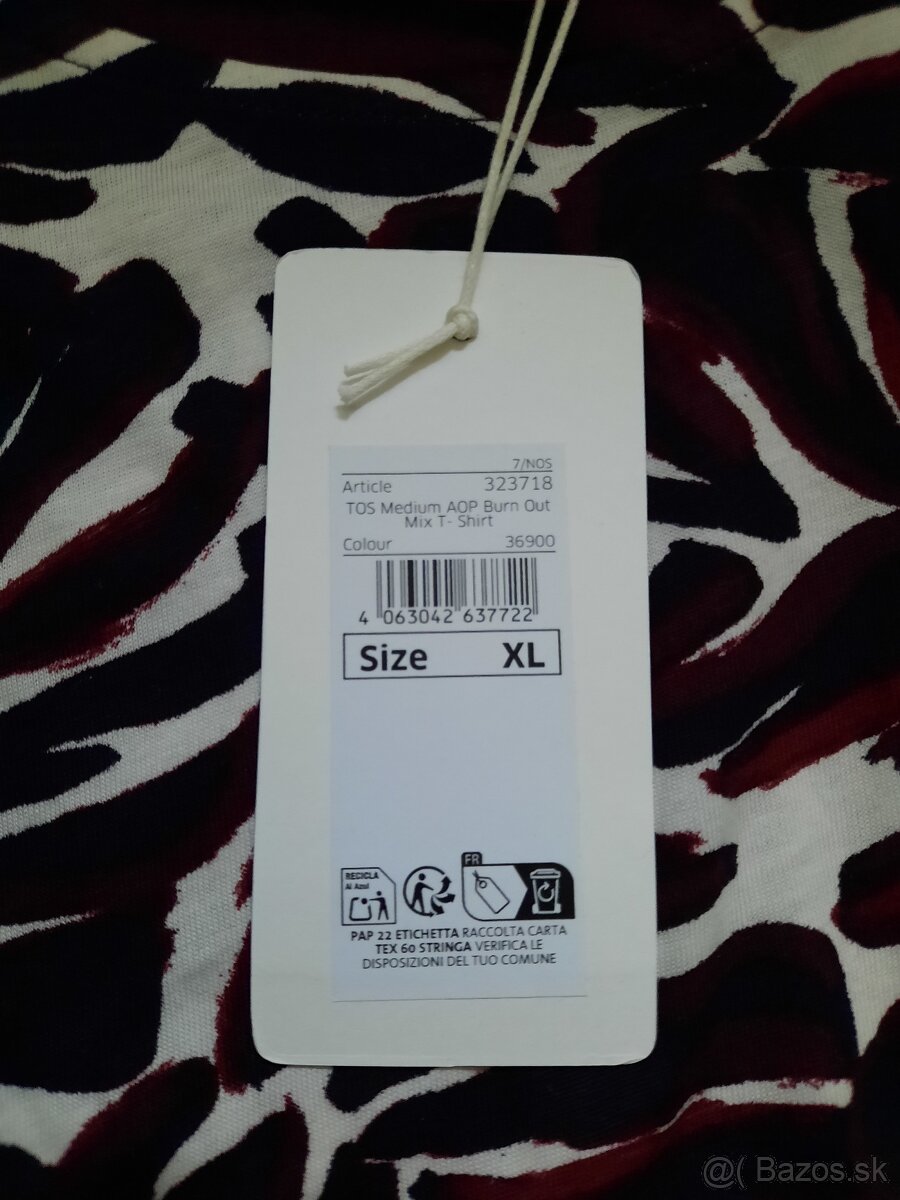 7/NOS
Article 323718
TOS Medium AOP Burn Out
Mix T- Shirt
Colour 36900
4 063042 637722
Size XL
FR
RECICLA
Al Azul
PAP 22 ETICHETTA RACCOLTA CARTA
TEX 60 STRINGA VERIFICA LE
DISPOSIZIONI DEL TUO COMUNE
@( Bazos.sk